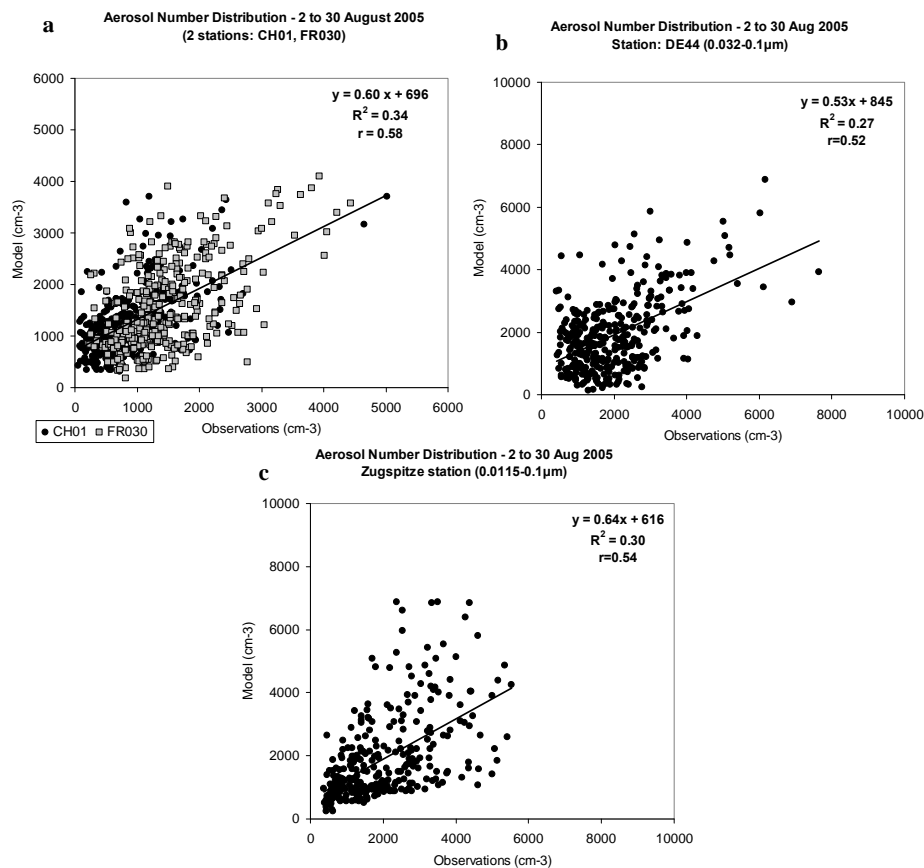 a
Aerosol Number Distribution - 2 to 30 August 2005
(2 stations: CH01, FR030)
y = 0.60 x + 696
R² = 0.34
r = 0.58
6000
5000
4000
3000
2000
1000
0
Model (cm-3)
0 1000 2000 3000 4000 5000 6000
Observations (cm-3)
CH01 FR030
b
Aerosol Number Distribution - 2 to 30 Aug 2005
Station: DE44 (0.032-0.1µm)
y = 0.53x + 845
R² = 0.27
r=0.52
10000
8000
6000
4000
2000
0
Model (cm-3)
0 2000 4000 6000 8000 10000
Observations (cm-3)
c
Aerosol Number Distribution - 2 to 30 Aug 2005
Zugspitze station (0.0115-0.1µm)
y = 0.64x + 616
R² = 0.30
r=0.54
10000
8000
6000
4000
2000
0
Model (cm-3)
0 2000 4000 6000 8000 10000
Observations (cm-3)